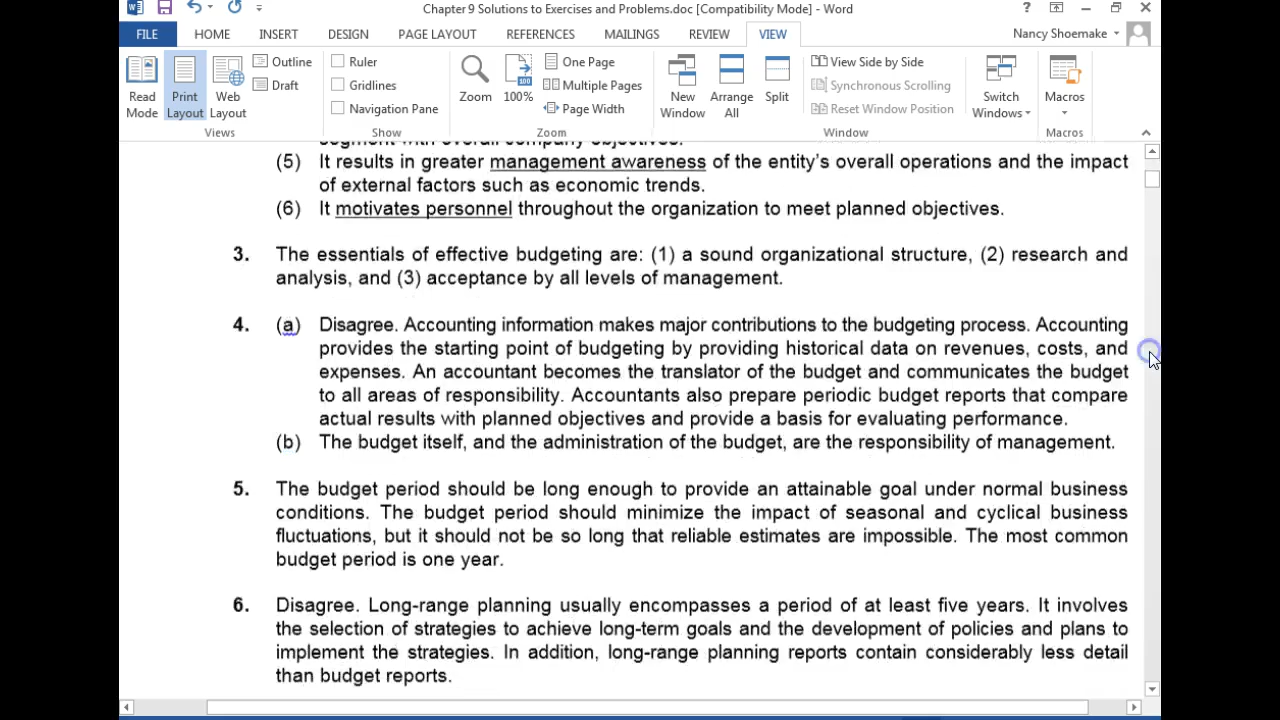 Chapter 9 Solutions to Exercises and Problems.doc [Compatibility Mode] - Word
FILE HOME INSERT DESIGN PAGE LAYOUT REFERENCES MAILINGS REVIEW VIEW Nancy Shoemake
Read Mode
Print Layout
Web Layout
Outline
Draft
Views
Ruler
Gridlines
Navigation Pane
Show
Zoom
100%
One Page
Multiple Pages
Page Width
Zoom
New Window
Arrange All
Split
View Side by Side
Synchronous Scrolling
Reset Window Position
Window
Switch Windows
Macros
Macros
segment with overall company objectives.
(5) It results in greater management awareness of the entity's overall operations and the impact
of external factors such as economic trends.
(6) It motivates personnel throughout the organization to meet planned objectives.
3. The essentials of effective budgeting are: (1) a sound organizational structure, (2) research and
analysis, and (3) acceptance by all levels of management.
4. (a) Disagree. Accounting information makes major contributions to the budgeting process. Accounting
provides the starting point of budgeting by providing historical data on revenues, costs, and
expenses. An accountant becomes the translator of the budget and communicates the budget
to all areas of responsibility. Accountants also prepare periodic budget reports that compare
actual results with planned objectives and provide a basis for evaluating performance.
(b) The budget itself, and the administration of the budget, are the responsibility of management.
5. The budget period should be long enough to provide an attainable goal under normal business
conditions. The budget period should minimize the impact of seasonal and cyclical business
fluctuations, but it should not be so long that reliable estimates are impossible. The most common
budget period is one year.
6. Disagree. Long-range planning usually encompasses a period of at least five years. It involves
the selection of strategies to achieve long-term goals and the development of policies and plans to
implement the strategies. In addition, long-range planning reports contain considerably less detail
than budget reports.